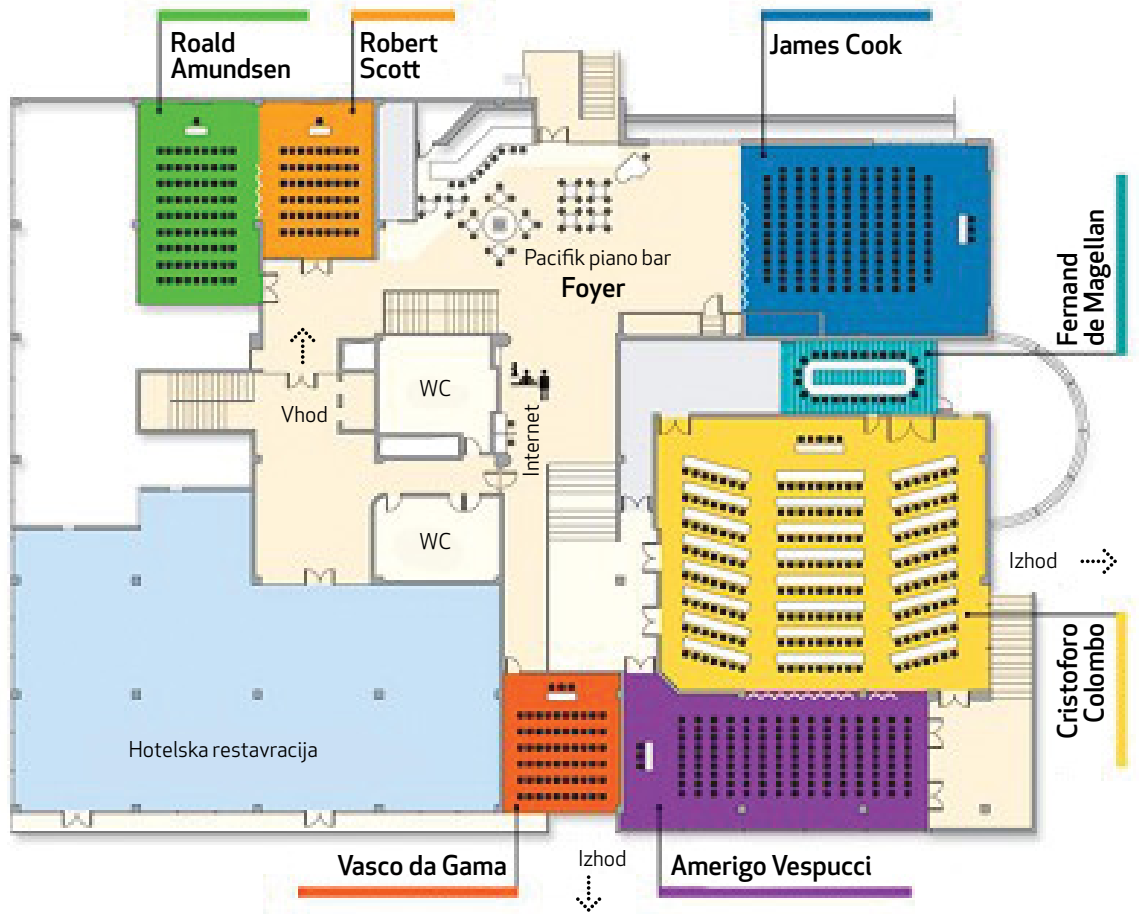 Roald
Amundsen
Robert
Scott
James Cook
Fernand
de Magellan
Pacifik piano bar
Foyer
WC
Vhod
Internet
WC
Izhod
Cristoforo
Colombo
Hotelska restavracija
Vasco da Gama
Izhod
Amerigo Vespucci